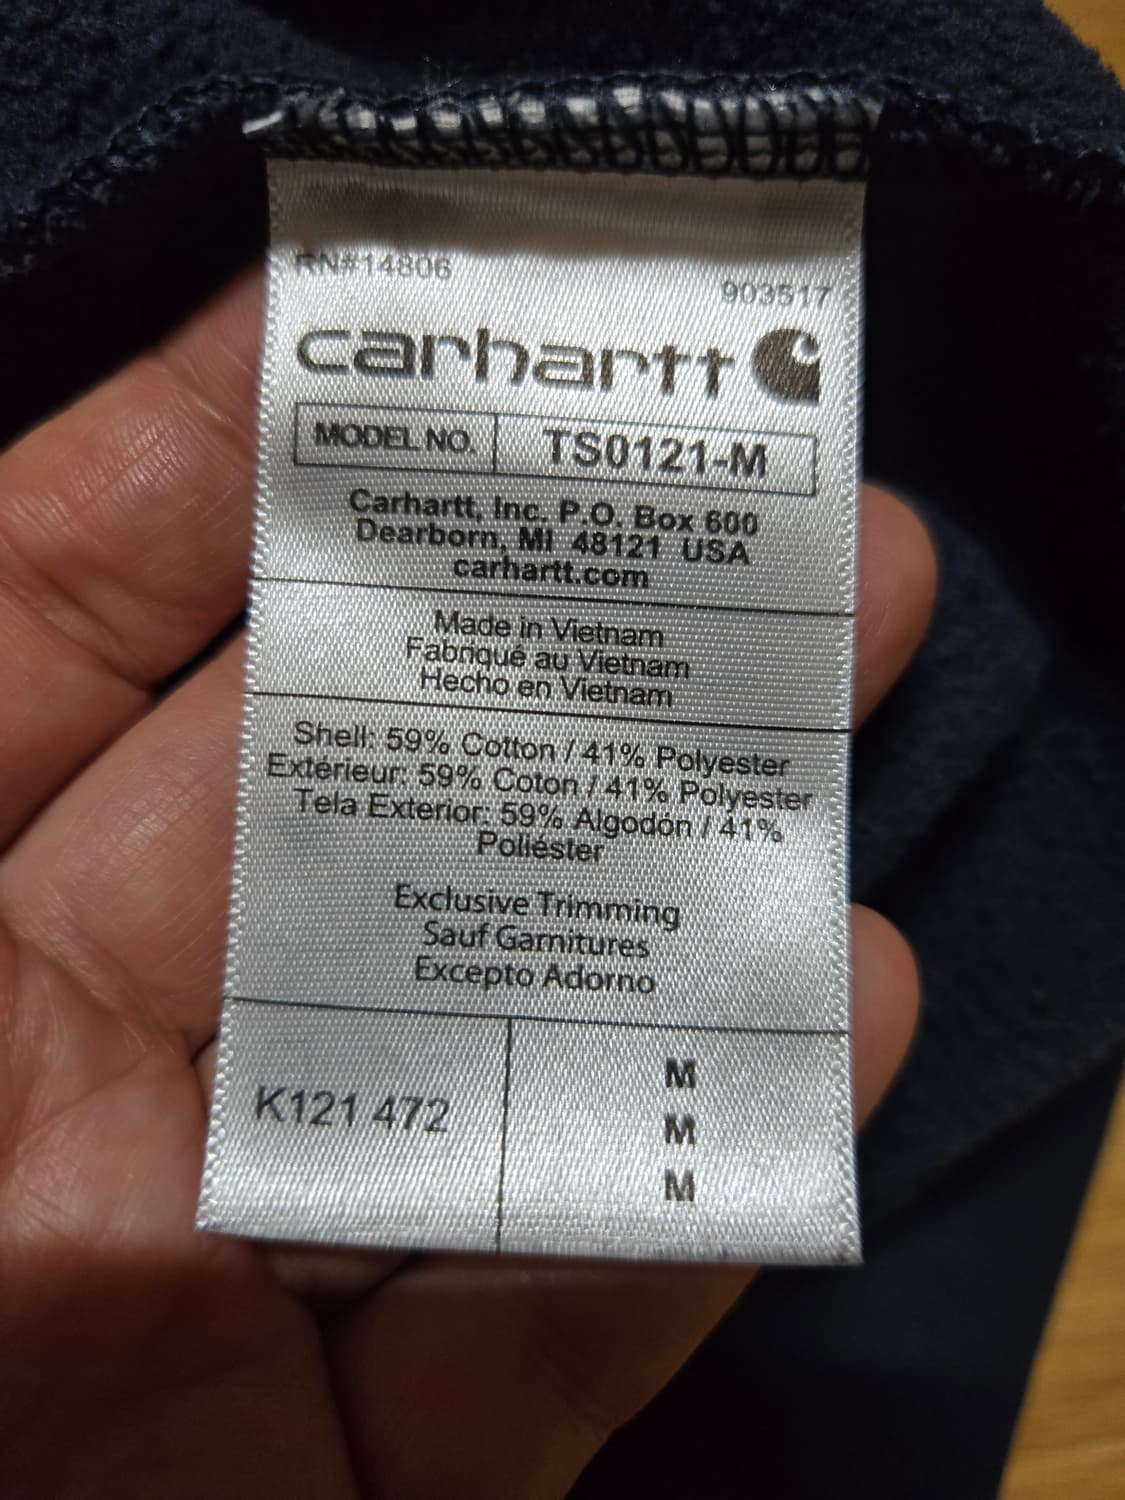 RN#14806
903517
carhartt
MODEL NO. TS0121-M
Carhartt, Inc. P.O. Box 600
Dearborn, MI 48121 USA
carhartt.com
Made in Vietnam
Fabriqué au Vietnam
Hecho en Vietnam
Shell: 59% Cotton / 41% Polyester
Extérieur: 59% Coton / 41% Polyester
Tela Exterior: 59% Algodón / 41%
Poliéster
Exclusive Trimming
Sauf Garnitures
Excepto Adorno
K121 472
M
M
M